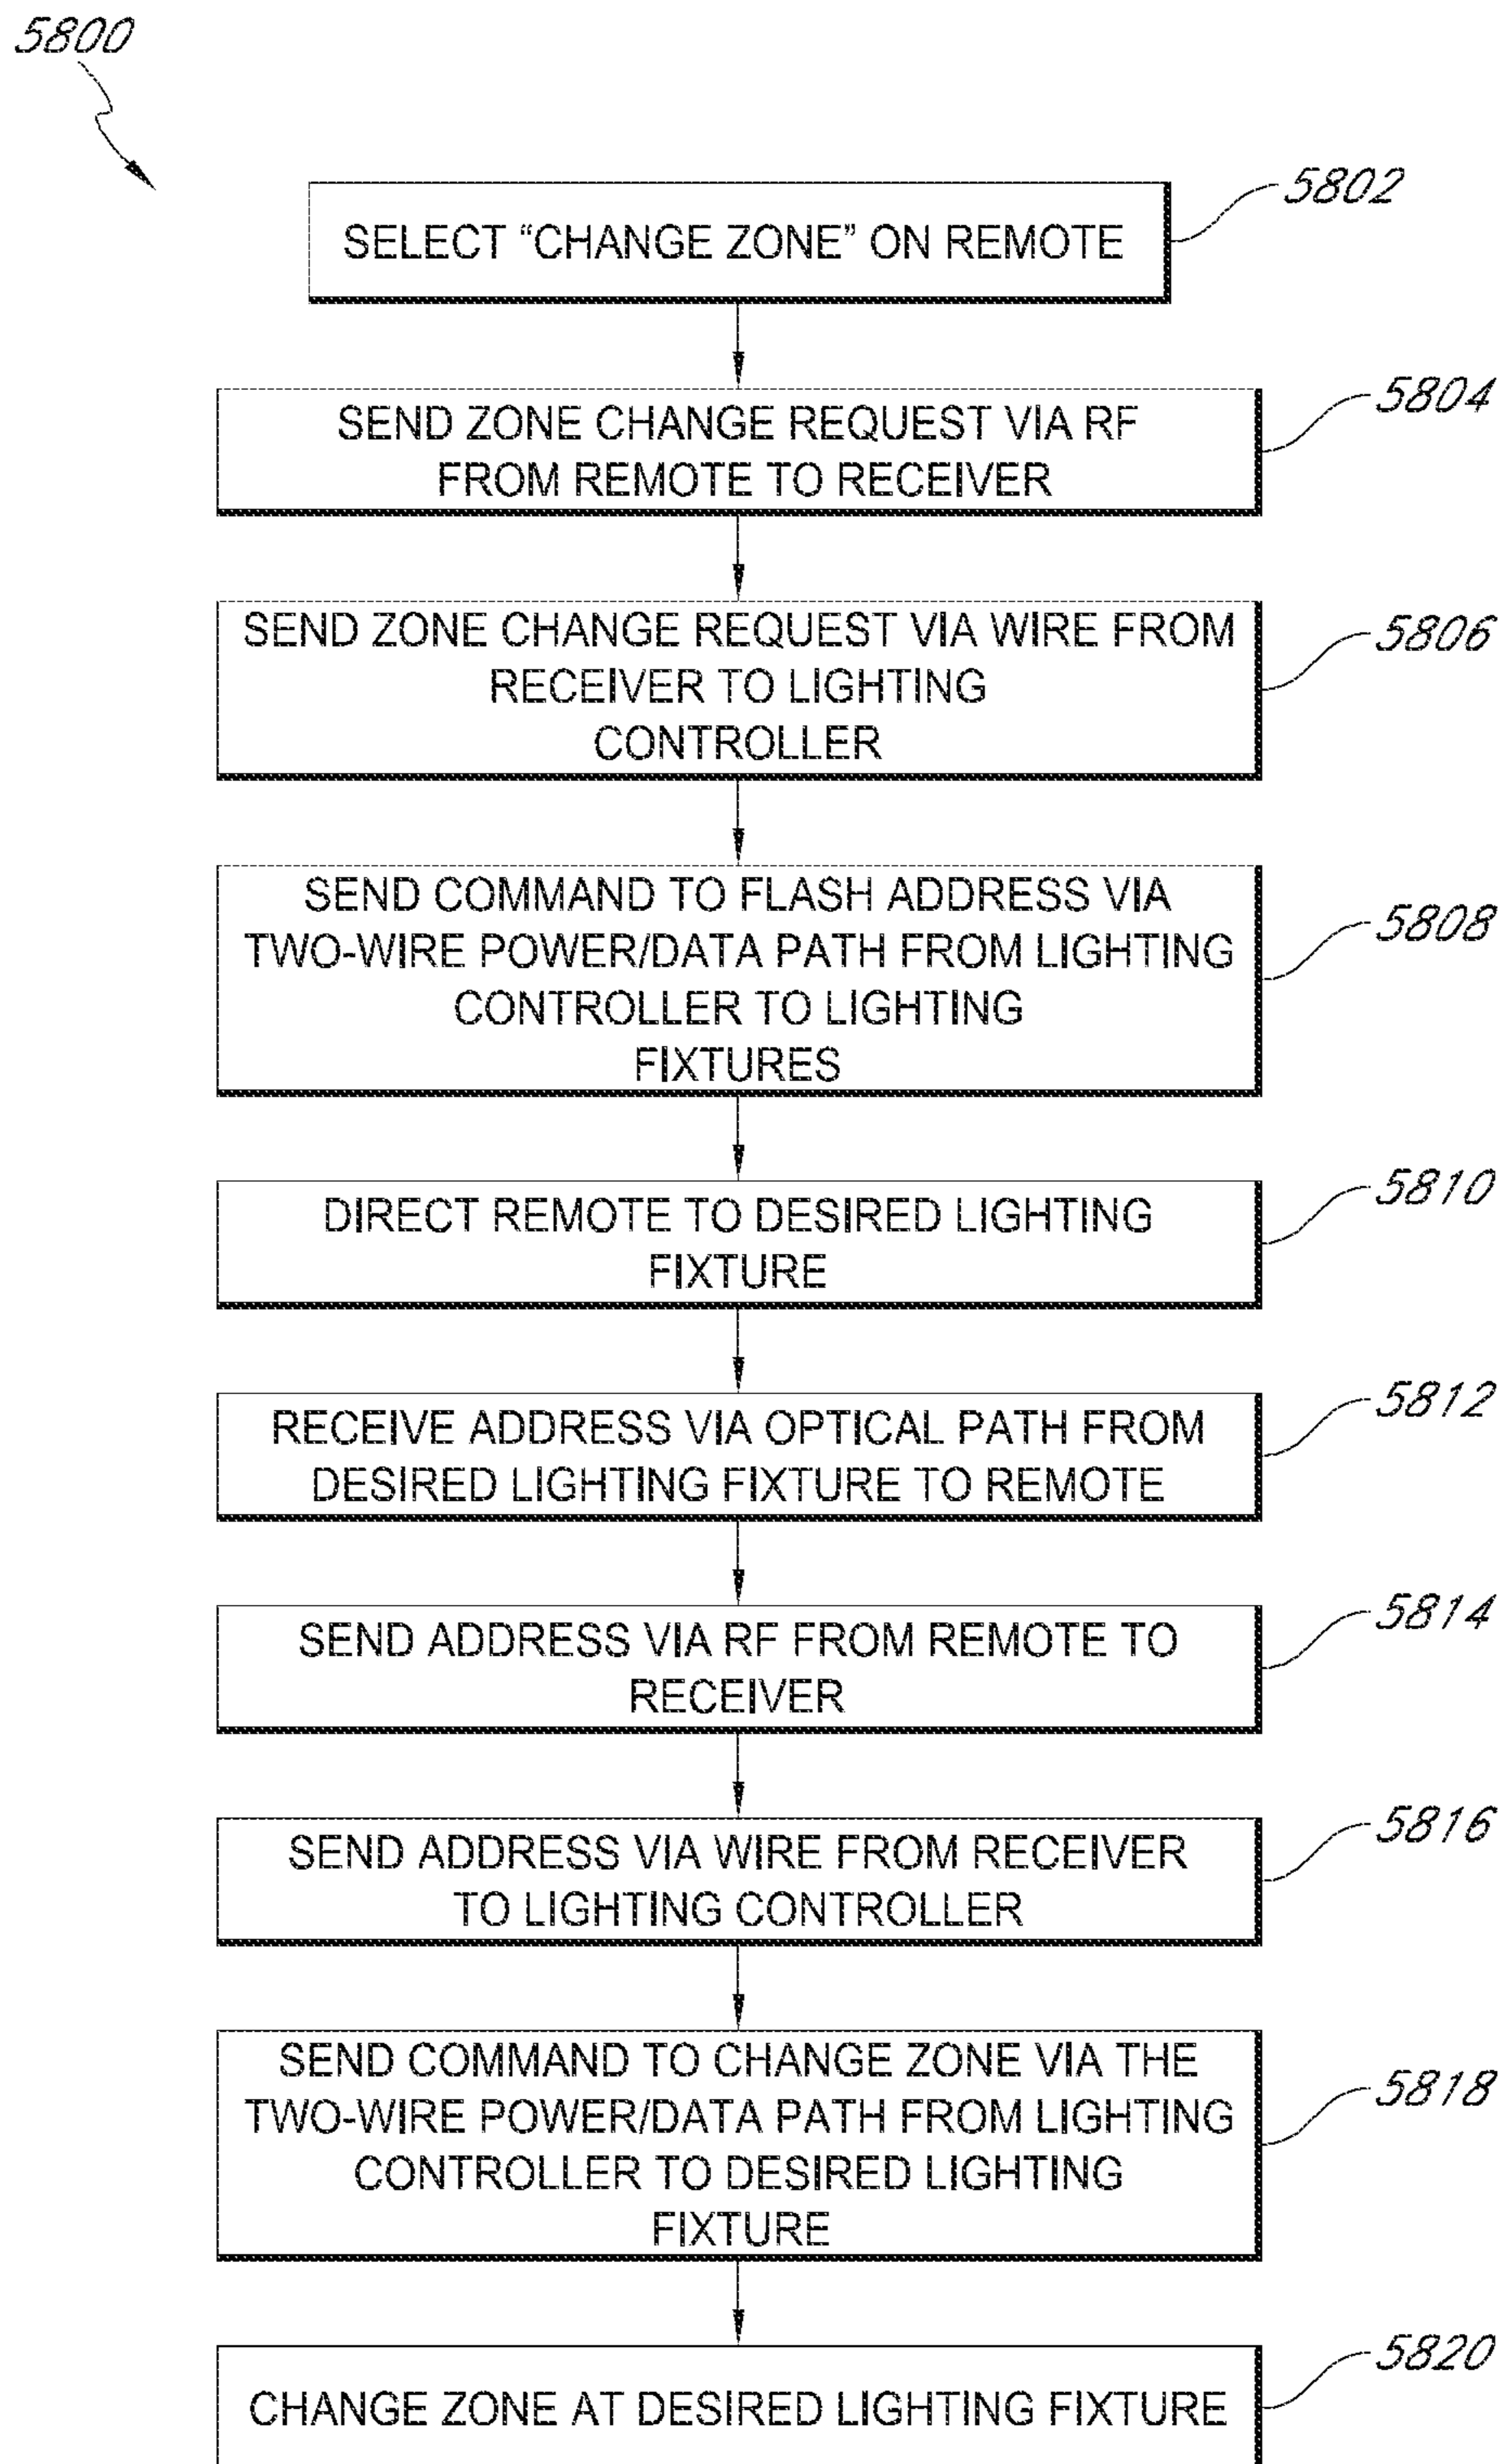 5800
5802
SELECT “CHANGE ZONE” ON REMOTE
5804
SEND ZONE CHANGE REQUEST VIA RF
FROM REMOTE TO RECEIVER
5806
SEND ZONE CHANGE REQUEST VIA WIRE FROM
RECEIVER TO LIGHTING
CONTROLLER
5808
SEND COMMAND TO FLASH ADDRESS VIA
TWO-WIRE POWER/DATA PATH FROM LIGHTING
CONTROLLER TO LIGHTING
FIXTURES
5810
DIRECT REMOTE TO DESIRED LIGHTING
FIXTURE
5812
RECEIVE ADDRESS VIA OPTICAL PATH FROM
DESIRED LIGHTING FIXTURE TO REMOTE
5814
SEND ADDRESS VIA RF FROM REMOTE TO
RECEIVER
5816
SEND ADDRESS VIA WIRE FROM RECEIVER
TO LIGHTING CONTROLLER
5818
SEND COMMAND TO CHANGE ZONE VIA THE
TWO-WIRE POWER/DATA PATH FROM LIGHTING
CONTROLLER TO DESIRED LIGHTING
FIXTURE
5820
CHANGE ZONE AT DESIRED LIGHTING FIXTURE